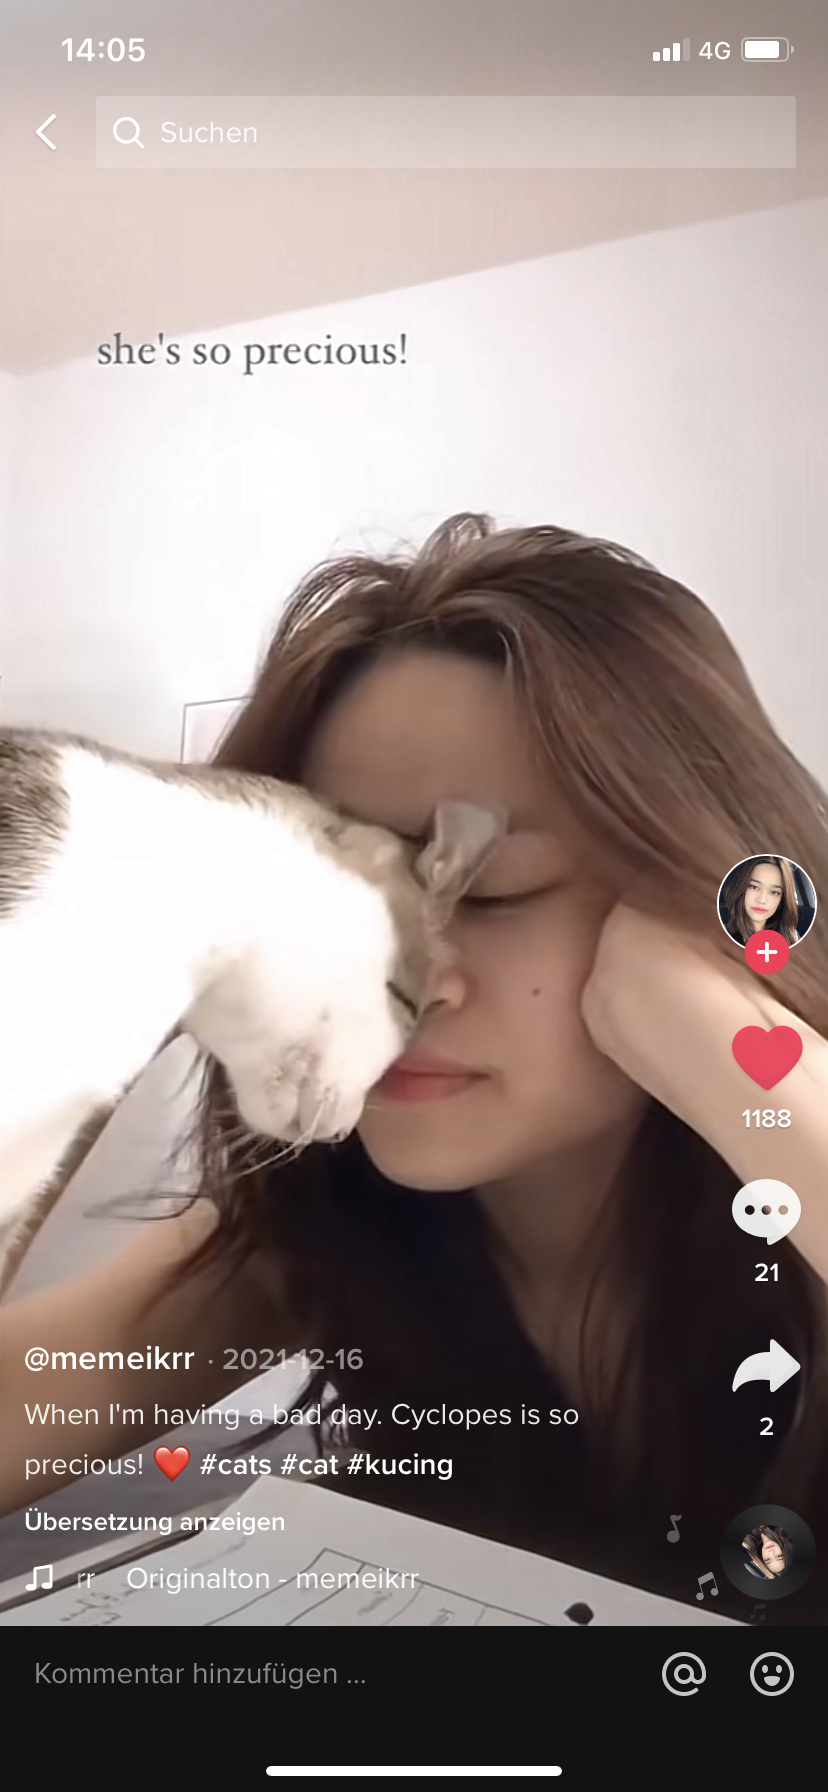 14:05
4G
Suchen
she's so precious!
1188
21
@memeikrr · 2021-12-16
2
When I'm having a bad day. Cyclopes is so
precious! ❤️ #cats #cat #kucing
Übersetzung anzeigen
rr Originalton - memeikrr
Kommentar hinzufügen ...